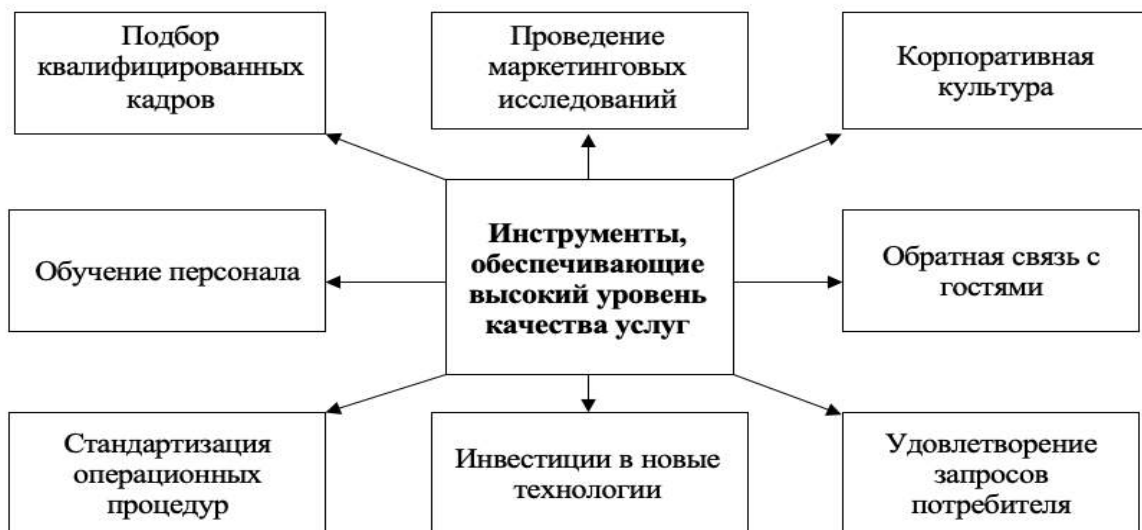 Подбор
квалифицированных
кадров
Проведение
маркетинговых
исследований
Корпоративная
культура
Обучение персонала
Инструменты,
обеспечивающие
высокий уровень
качества услуг
Обратная связь с
гостями
Стандартизация
операционных
процедур
Инвестиции в новые
технологии
Удовлетворение
запросов
потребителя